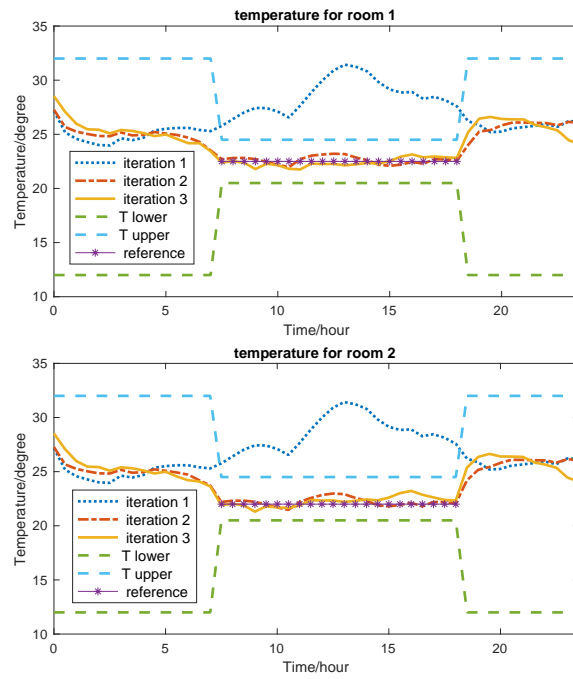 temperature for room 1
35
30
25
20
15
10
Temperature/degree
iteration 1
iteration 2
iteration 3
T lower
T upper
reference
0 5 10 15 20
Time/hour
temperature for room 2
35
30
25
20
15
10
Temperature/degree
iteration 1
iteration 2
iteration 3
T lower
T upper
reference
0 5 10 15 20
Time/hour